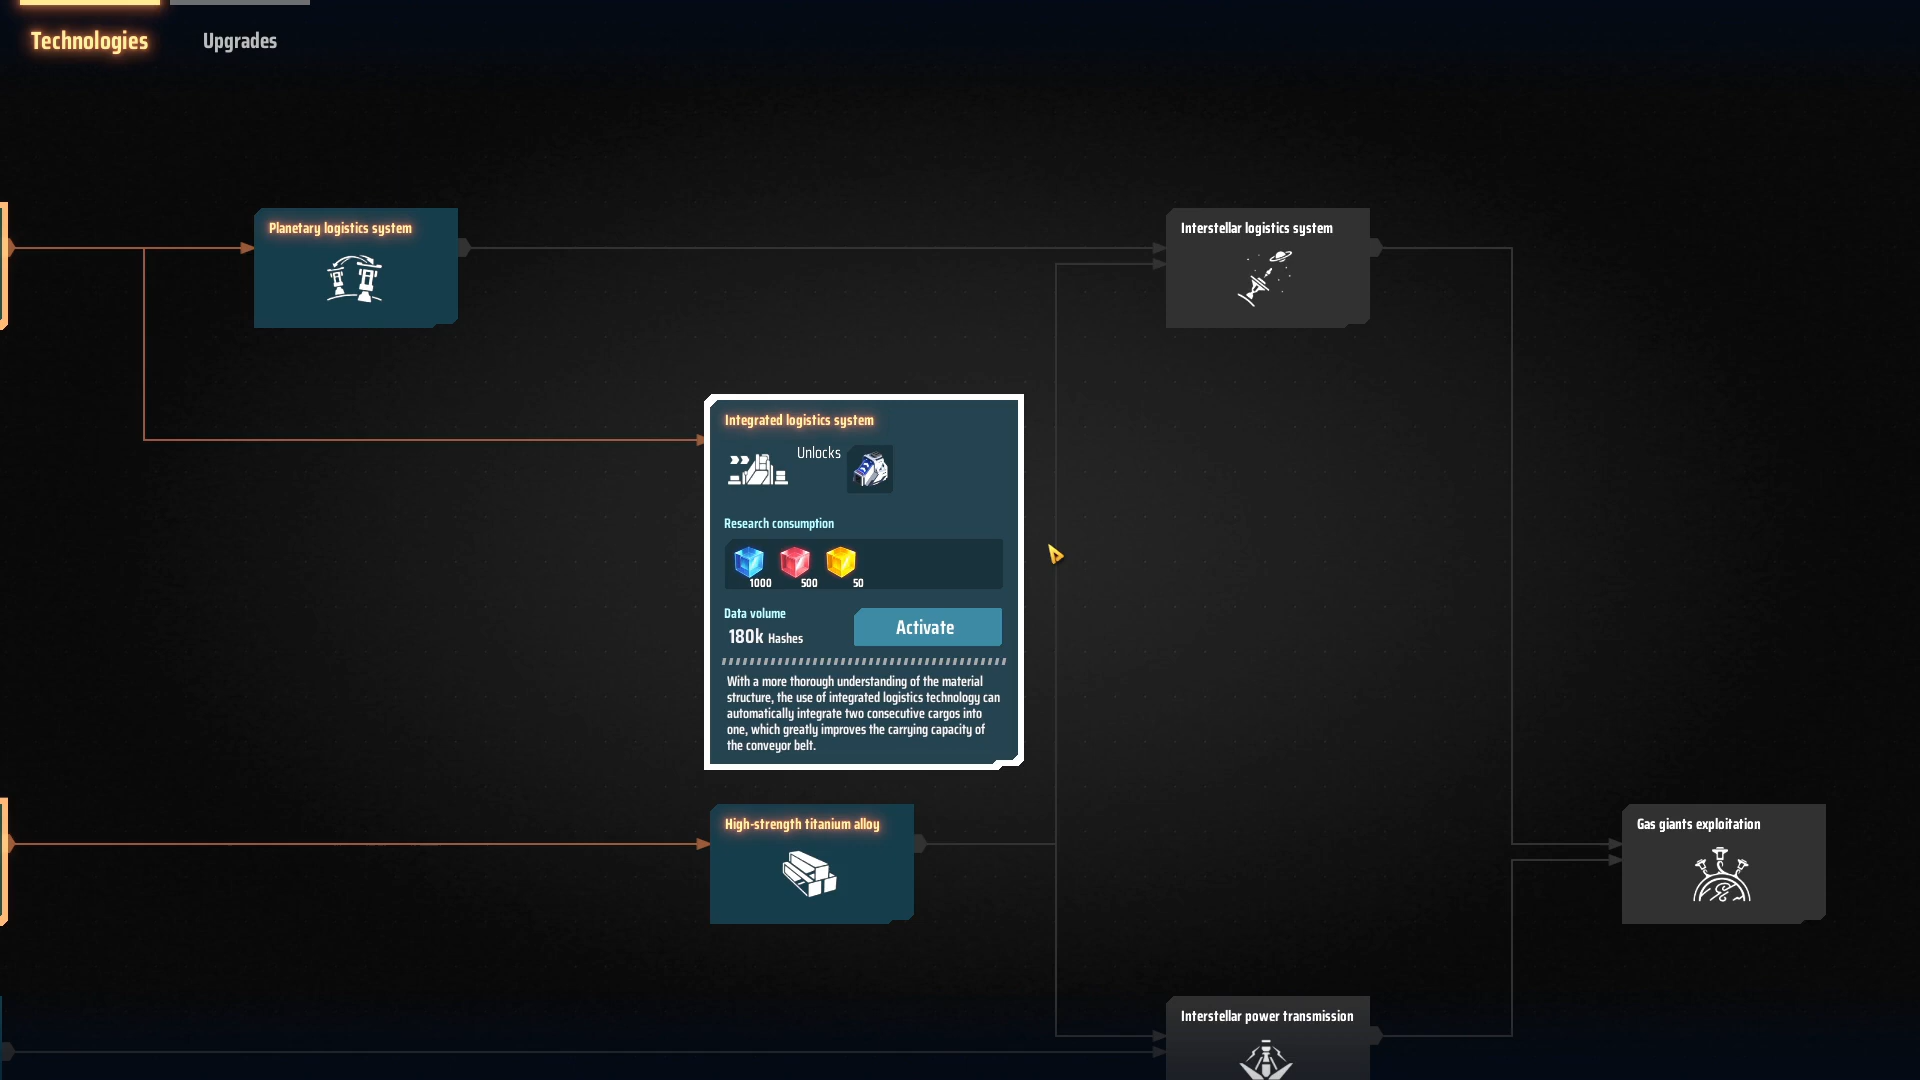 Technologies
Upgrades
Planetary logistics system
Interstellar logistics system
Integrated logistics system
Unlocks
Research consumption
1000
500
50
Data volume
180k Hashes
Activate
With a more thorough understanding of the material
structure, the use of integrated logistics technology can
automatically integrate two consecutive cargos into
one, which greatly improves the carrying capacity of
the conveyor belt.
High-strength titanium alloy
Gas giants exploitation
Interstellar power transmission